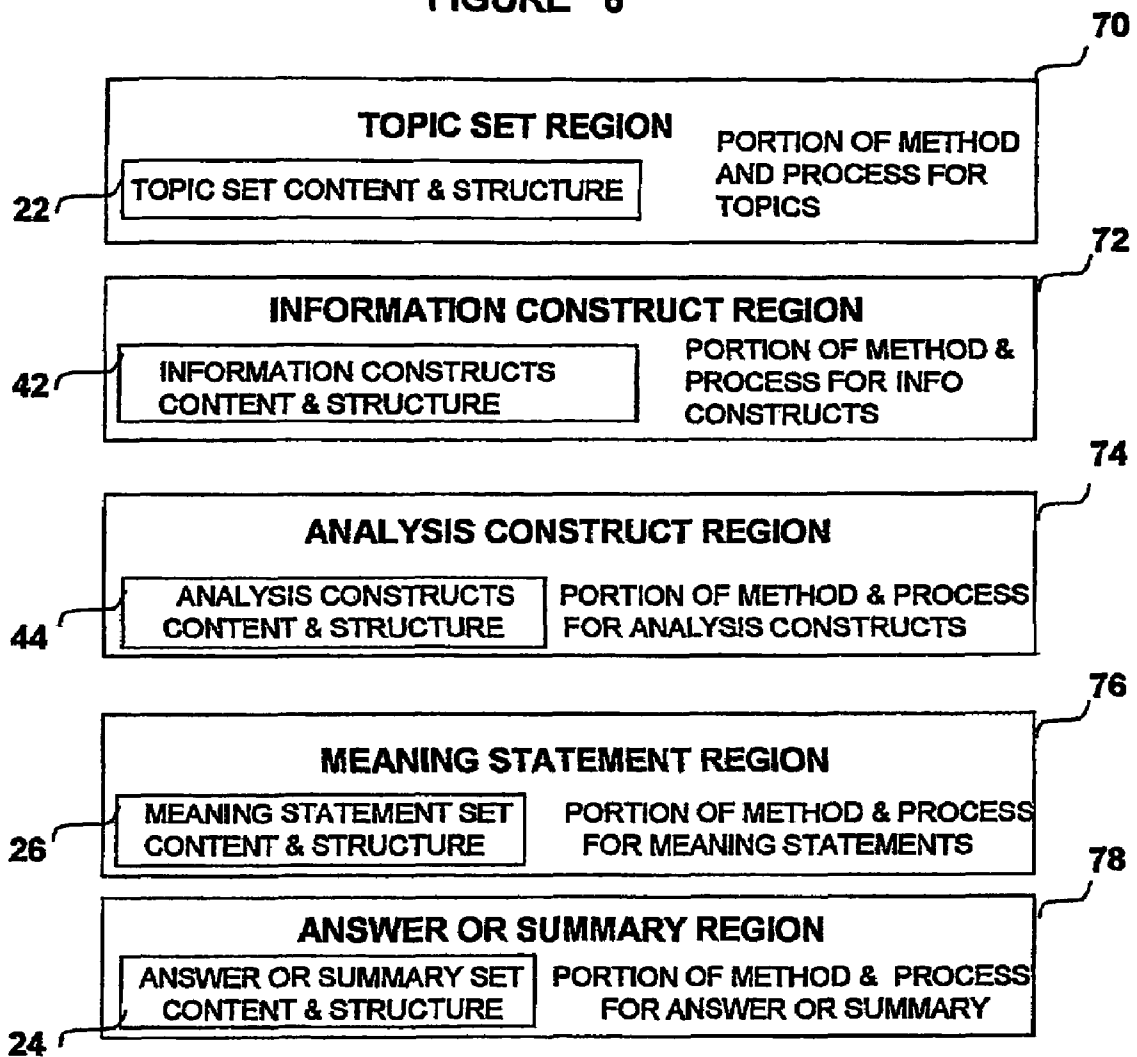 FIGURE 6
70
TOPIC SET REGION
PORTION OF METHOD
AND PROCESS FOR
TOPICS
TOPIC SET CONTENT & STRUCTURE
22
72
INFORMATION CONSTRUCT REGION
PORTION OF METHOD &
PROCESS FOR INFO
CONSTRUCTS
INFORMATION CONSTRUCTS
CONTENT & STRUCTURE
42
74
ANALYSIS CONSTRUCT REGION
ANALYSIS CONSTRUCTS
CONTENT & STRUCTURE
PORTION OF METHOD & PROCESS
FOR ANALYSIS CONSTRUCTS
44
76
MEANING STATEMENT REGION
MEANING STATEMENT SET
CONTENT & STRUCTURE
PORTION OF METHOD & PROCESS
FOR MEANING STATEMENTS
26
78
ANSWER OR SUMMARY REGION
ANSWER OR SUMMARY SET
CONTENT & STRUCTURE
PORTION OF METHOD & PROCESS
FOR ANSWER OR SUMMARY
24